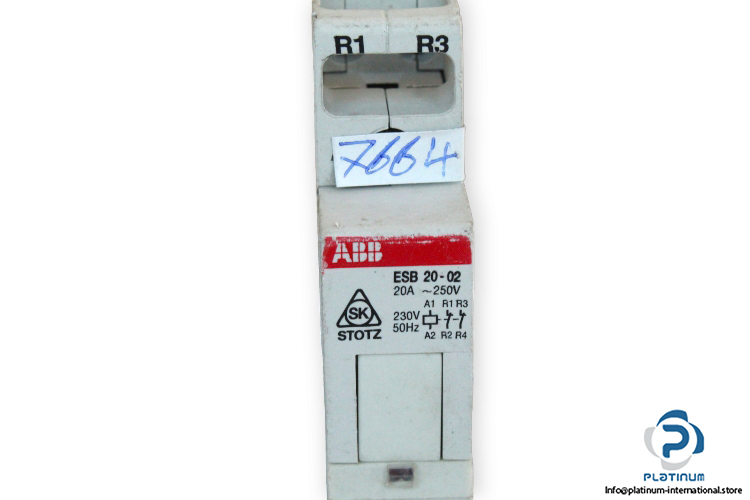 R1 R3
7664
ABB
ESB 20-02
20A ~250V
A1 R1 R3
SK
230V
50Hz
STOTZ
A2 R2 R4
PLATINUM
Info@platinum-international.store